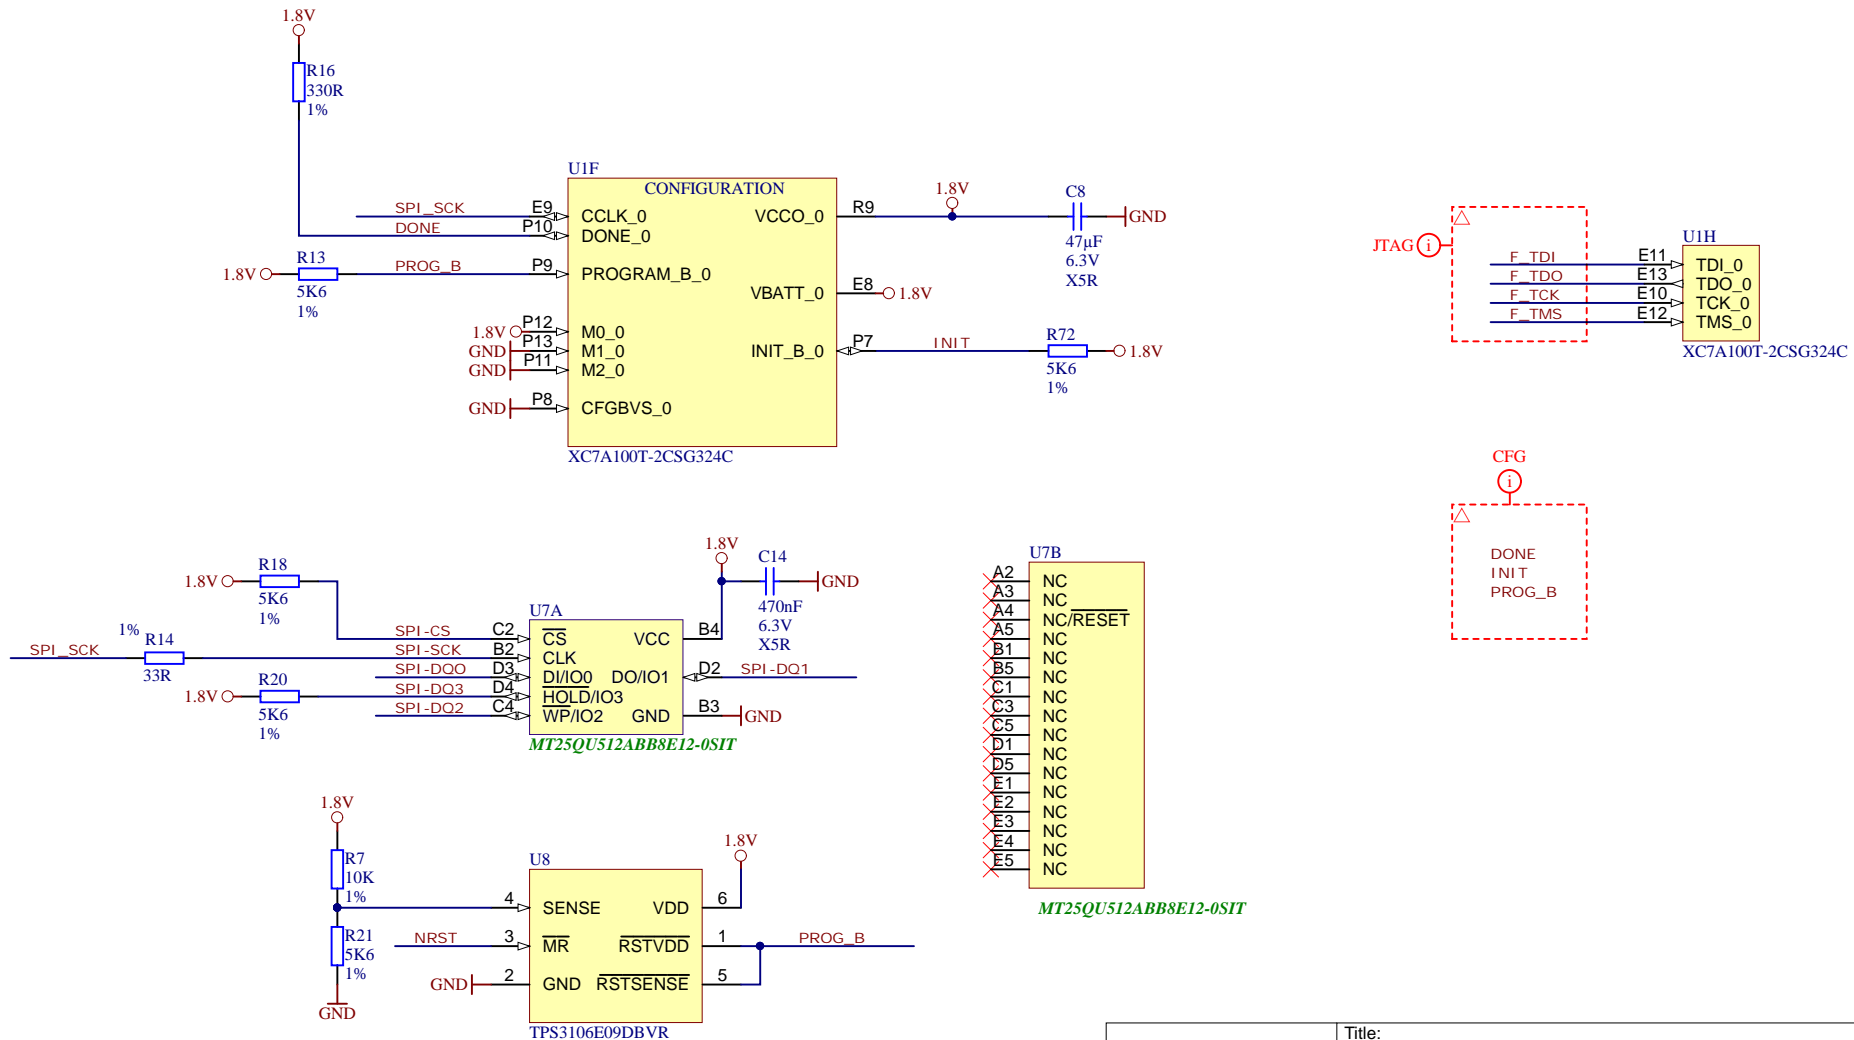 1.8V
R16
330R
1%
U1F
CONFIGURATION
SPI_SCK
E9
CCLK_0
DONE
P10
DONE_0
1.8V
R13
5K6
1%
PROG_B
P9
PROGRAM_B_0
1.8V
P12
M0_0
GND
P13
M1_0
GND
P11
M2_0
GND
P8
CFGBVS_0
VCCO_0
R9
1.8V
C8
47µF
6.3V
X5R
GND
VBATT_0
E8
1.8V
INIT_B_0
P7
INIT
R72
5K6
1%
1.8V
XC7A100T-2CSG324C
JTAG
i
U1H
F_TDI
E11
TDI_0
F_TDO
E13
TDO_0
F_TCK
E10
TCK_0
F_TMS
E12
TMS_0
XC7A100T-2CSG324C
CFG
i
DONE
INIT
PROG_B
1.8V
R18
5K6
1%
SPI_SCK
1%
R14
33R
1.8V
R20
5K6
1%
U7A
SPI-CS
C2
CS
SPI-SCK
B2
CLK
SPI-DQ0
D3
DI/IO0
SPI-DQ3
D4
HOLD/IO3
SPI-DQ2
C4
WP/IO2
VCC
B4
1.8V
C14
470nF
6.3V
X5R
GND
DO/IO1
D2
SPI-DQ1
GND
B3
GND
MT25QU512ABB8E12-0SIT
U7B
A2 NC
A3 NC
A4 NC/RESET
A5 NC
B1 NC
B5 NC
C1 NC
C3 NC
C5 NC
D1 NC
D5 NC
E1 NC
E2 NC
E3 NC
E4 NC
E5 NC
MT25QU512ABB8E12-0SIT
1.8V
R7
10K
1%
R21
5K6
1%
GND
U8
4
SENSE
NRST
3
MR
GND
2
GND
VDD
6
1.8V
RSTVDD
1
PROG_B
RSTSENSE
5
TPS3106E09DBVR
Title: